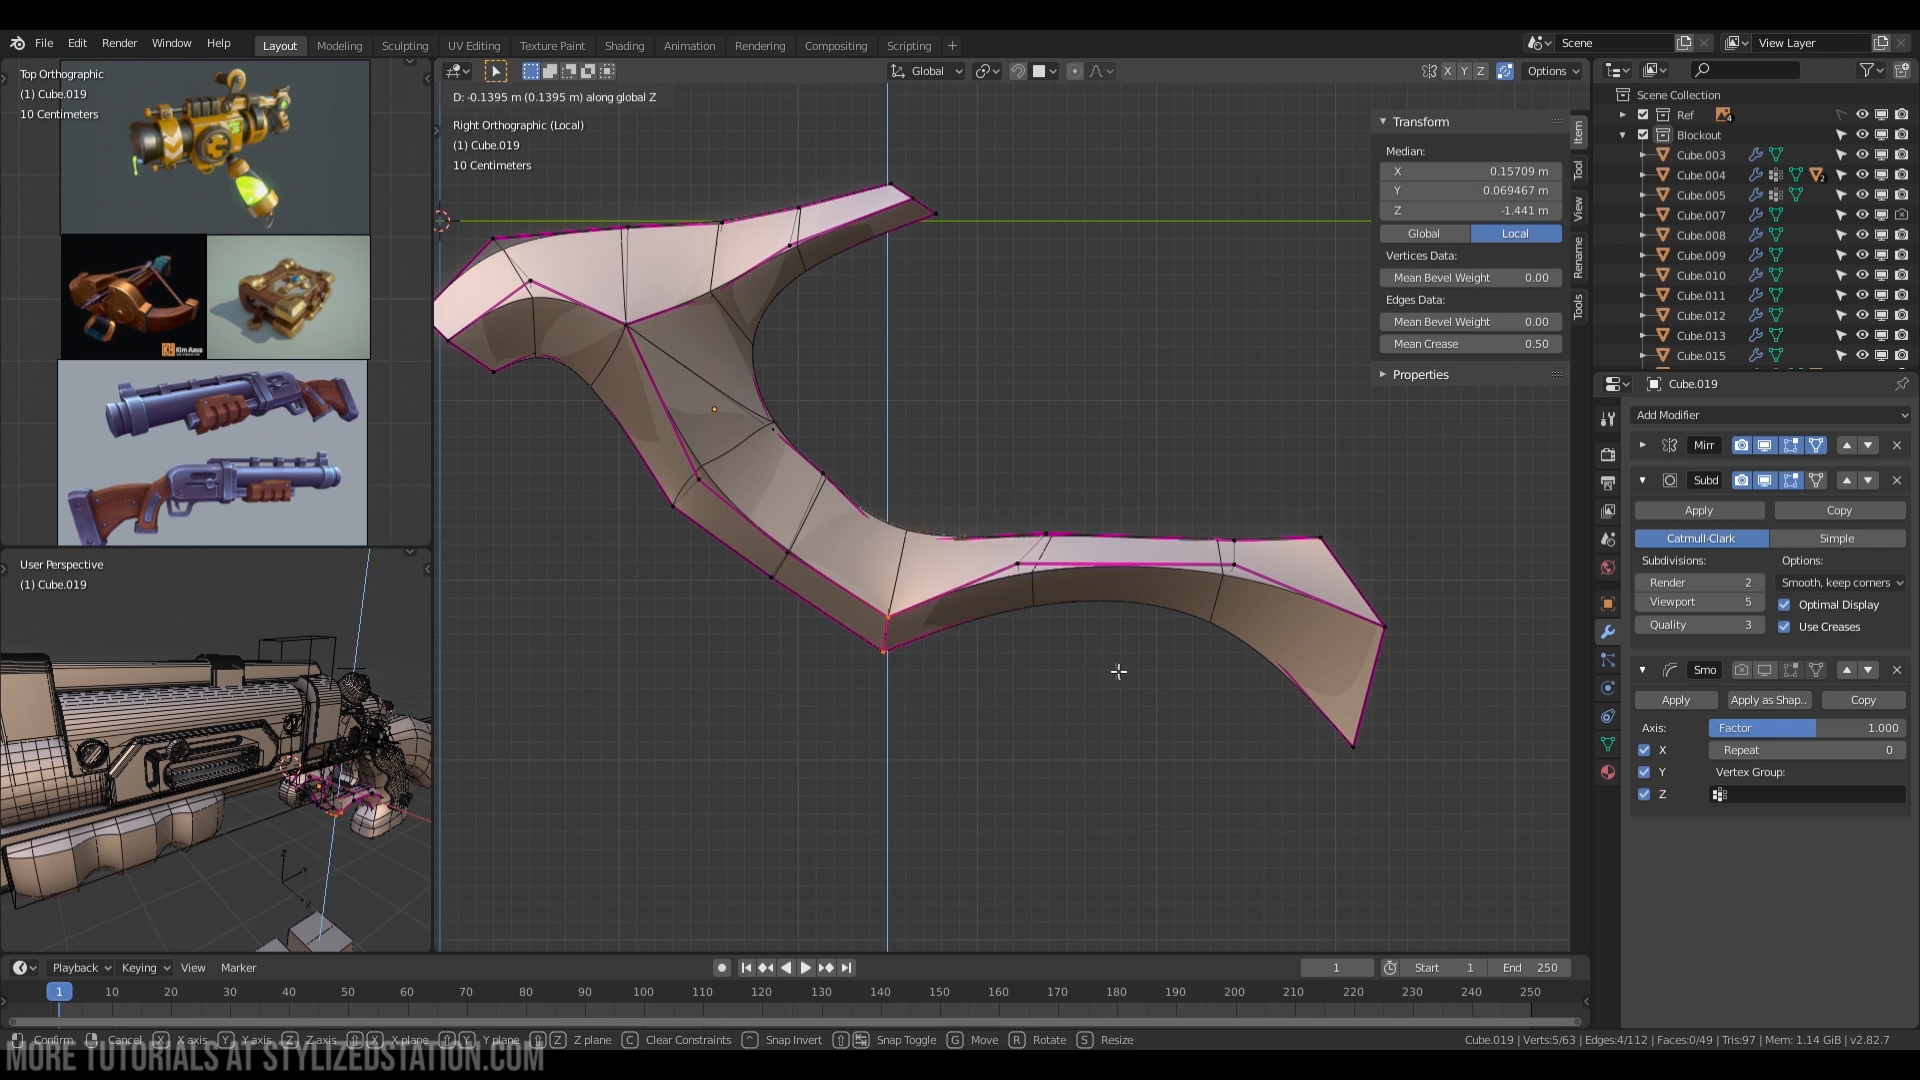 File Edit Render Window Help
Layout Modeling Sculpting UV Editing Texture Paint Shading Animation Rendering Compositing Scripting +
Scene
View Layer
Top Orthographic
(1) Cube.019
10 Centimeters
Global
X Y Z
Options
D: -0.1395 m (0.1395 m) along global Z
Right Orthographic (Local)
(1) Cube.019
10 Centimeters
Transform
Median:
X 0.15709 m
Y 0.069467 m
Z -1.441 m
Global Local
Vertices Data:
Mean Bevel Weight 0.00
Edges Data:
Mean Bevel Weight 0.00
Mean Crease 0.50
Properties
Item
Tool
View
Rename
Tools
Scene Collection
Ref 4
Blockout
Cube.003
Cube.004 2
Cube.005
Cube.007
Cube.008
Cube.009
Cube.010
Cube.011
Cube.012
Cube.013
Cube.015
Cube.019
Add Modifier
Mirr
Subd
Apply Copy
Catmull-Clark Simple
Subdivisions: Options:
Render 2 Smooth, keep corners
Viewport 5 Optimal Display
Quality 3 Use Creases
Smo
Apply Apply as Shap.. Copy
Axis: Factor 1.000
X Repeat 0
Y Vertex Group:
Z
Kim Aava
User Perspective
(1) Cube.019
Playback Keying View Marker
1 Start 1 End 250
1 10 20 30 40 50 60 70 80 90 100 110 120 130 140 150 160 170 180 190 200 210 220 230 240 250
Confirm Cancel X X axis Y Y axis Z Z axis X X plane Y Y plane Z Z plane C Clear Constraints ^ Snap Invert Snap Toggle G Move R Rotate S Resize
Cube.019 | Verts:5/63 | Edges:4/112 | Faces:0/49 | Tris:97 | Mem: 1.14 GiB | v2.82.7
MORE TUTORIALS AT STYLIZEDSTATION.COM